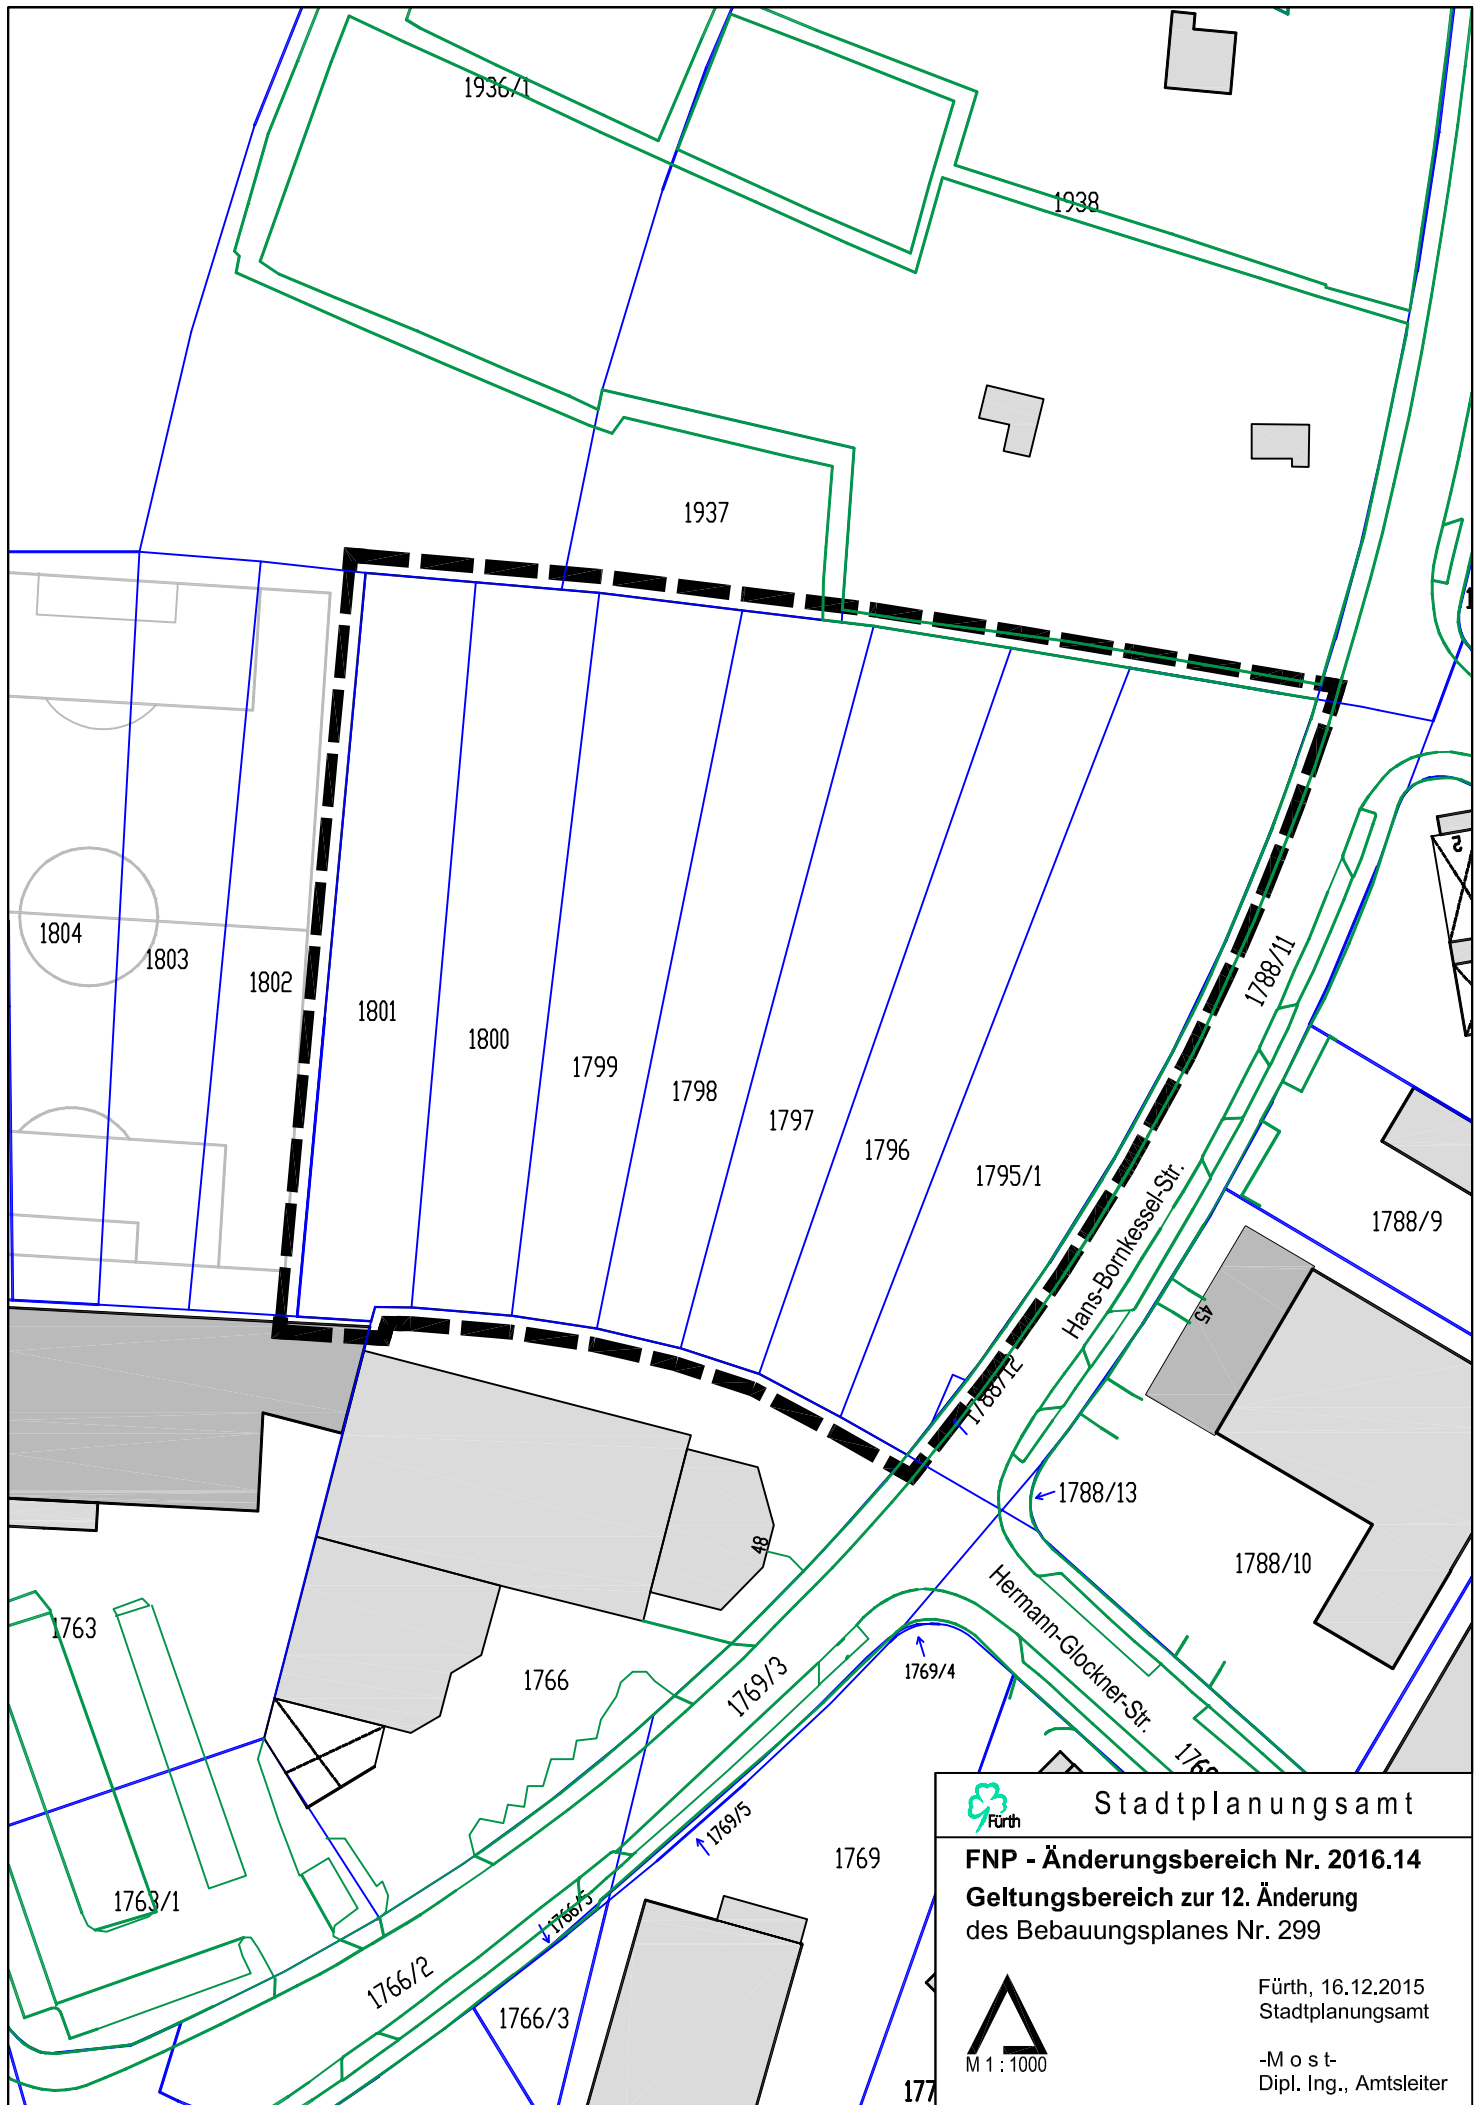 1936/1
1938
1937
1804
1803
1802
1801
1800
1799
1798
1797
1796
1795/1
1788/11
Hans-Bornkessel-Str.
1788/9
45
1788/12
1788/13
1788/10
48
Hermann-Glockner-Str.
1763
1766
1769/3
1769/4
1769/5
1769
1763/1
1766/5
1766/2
1766/3
Fürth
Stadtplanungsamt
FNP - Änderungsbereich Nr. 2016.14
Geltungsbereich zur 12. Änderung
des Bebauungsplanes Nr. 299
Fürth, 16.12.2015
Stadtplanungsamt
M 1 : 1000
-M o s t-
Dipl. Ing., Amtsleiter